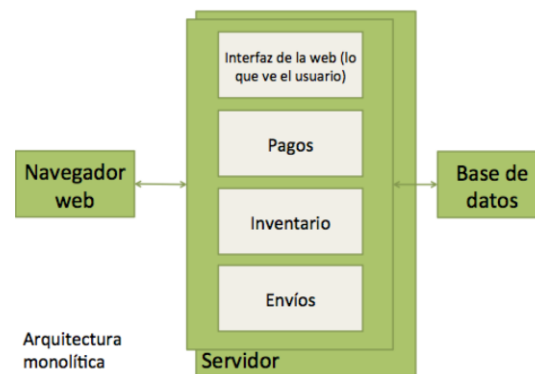 Interfaz de la web (lo
que ve el usuario)
Pagos
Navegador
web
Base de
datos
Inventario
Envíos
Arquitectura
monolítica
Servidor